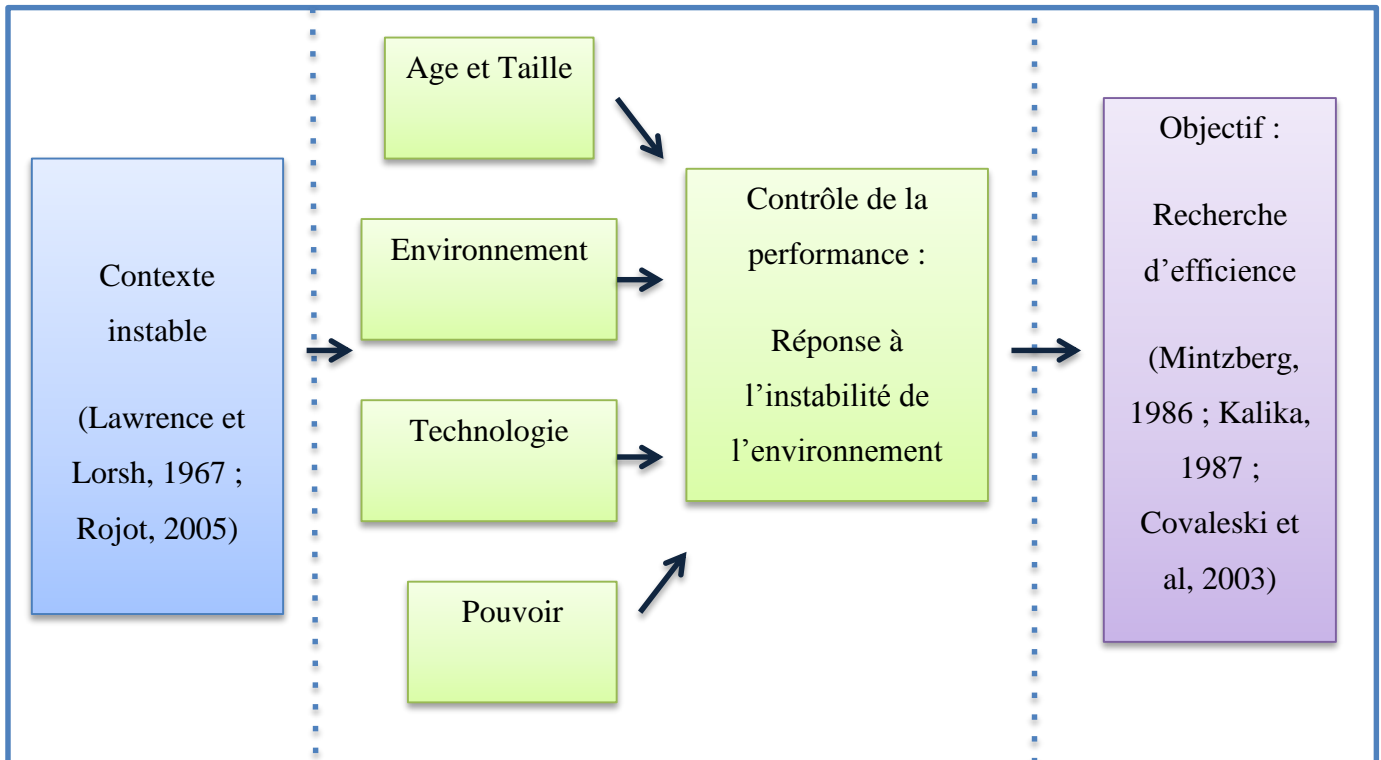 Contexte
instable
(Lawrence et
Lorsh, 1967 ;
Rojot, 2005)
Age et Taille
Environnement
Technologie
Pouvoir
Contrôle de la
performance :
Réponse à
l’instabilité de
l’environnement
Objectif :
Recherche
d’efficience
(Mintzberg,
1986 ; Kalika,
1987 ;
Covaleski et
al, 2003)